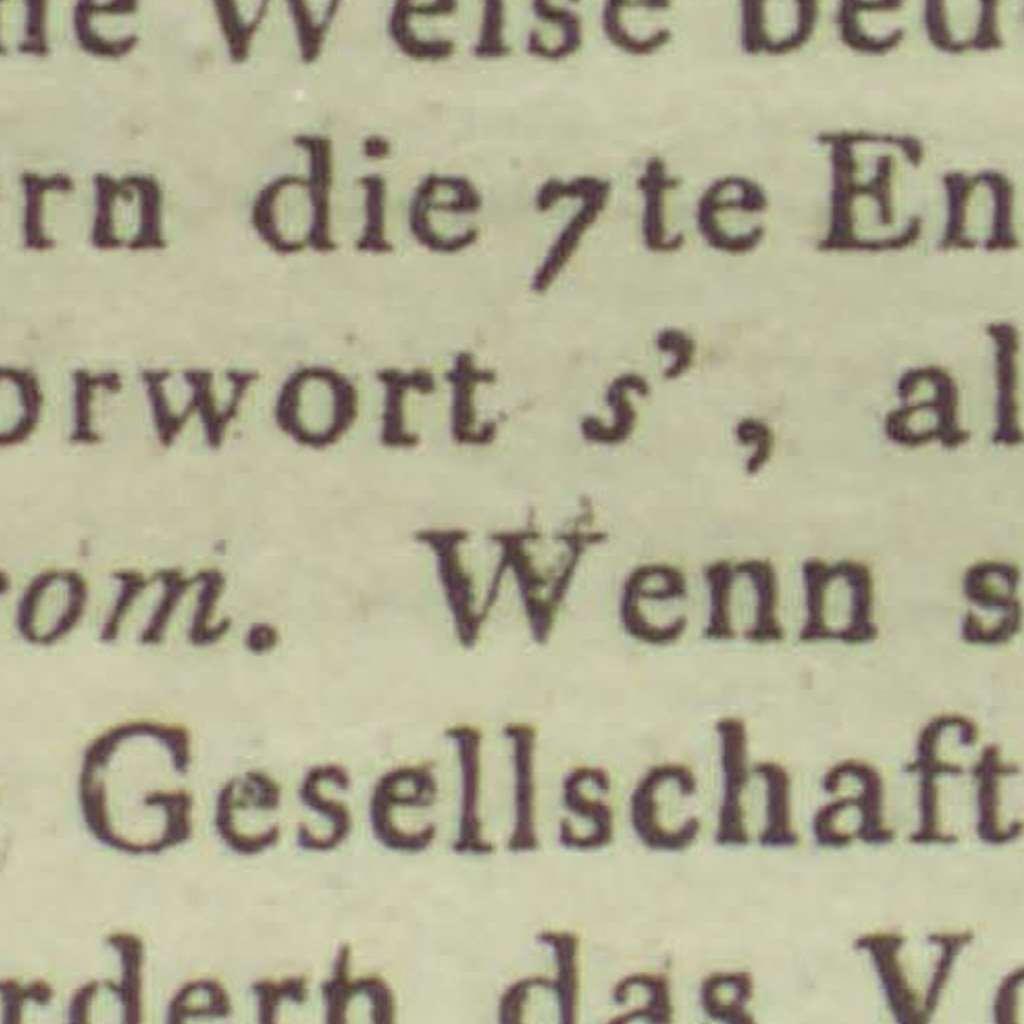 ne Weise bed
rn die 7te En
orwort s’, al
rom. Wenn s
Gesellschaft
rdern das Vo